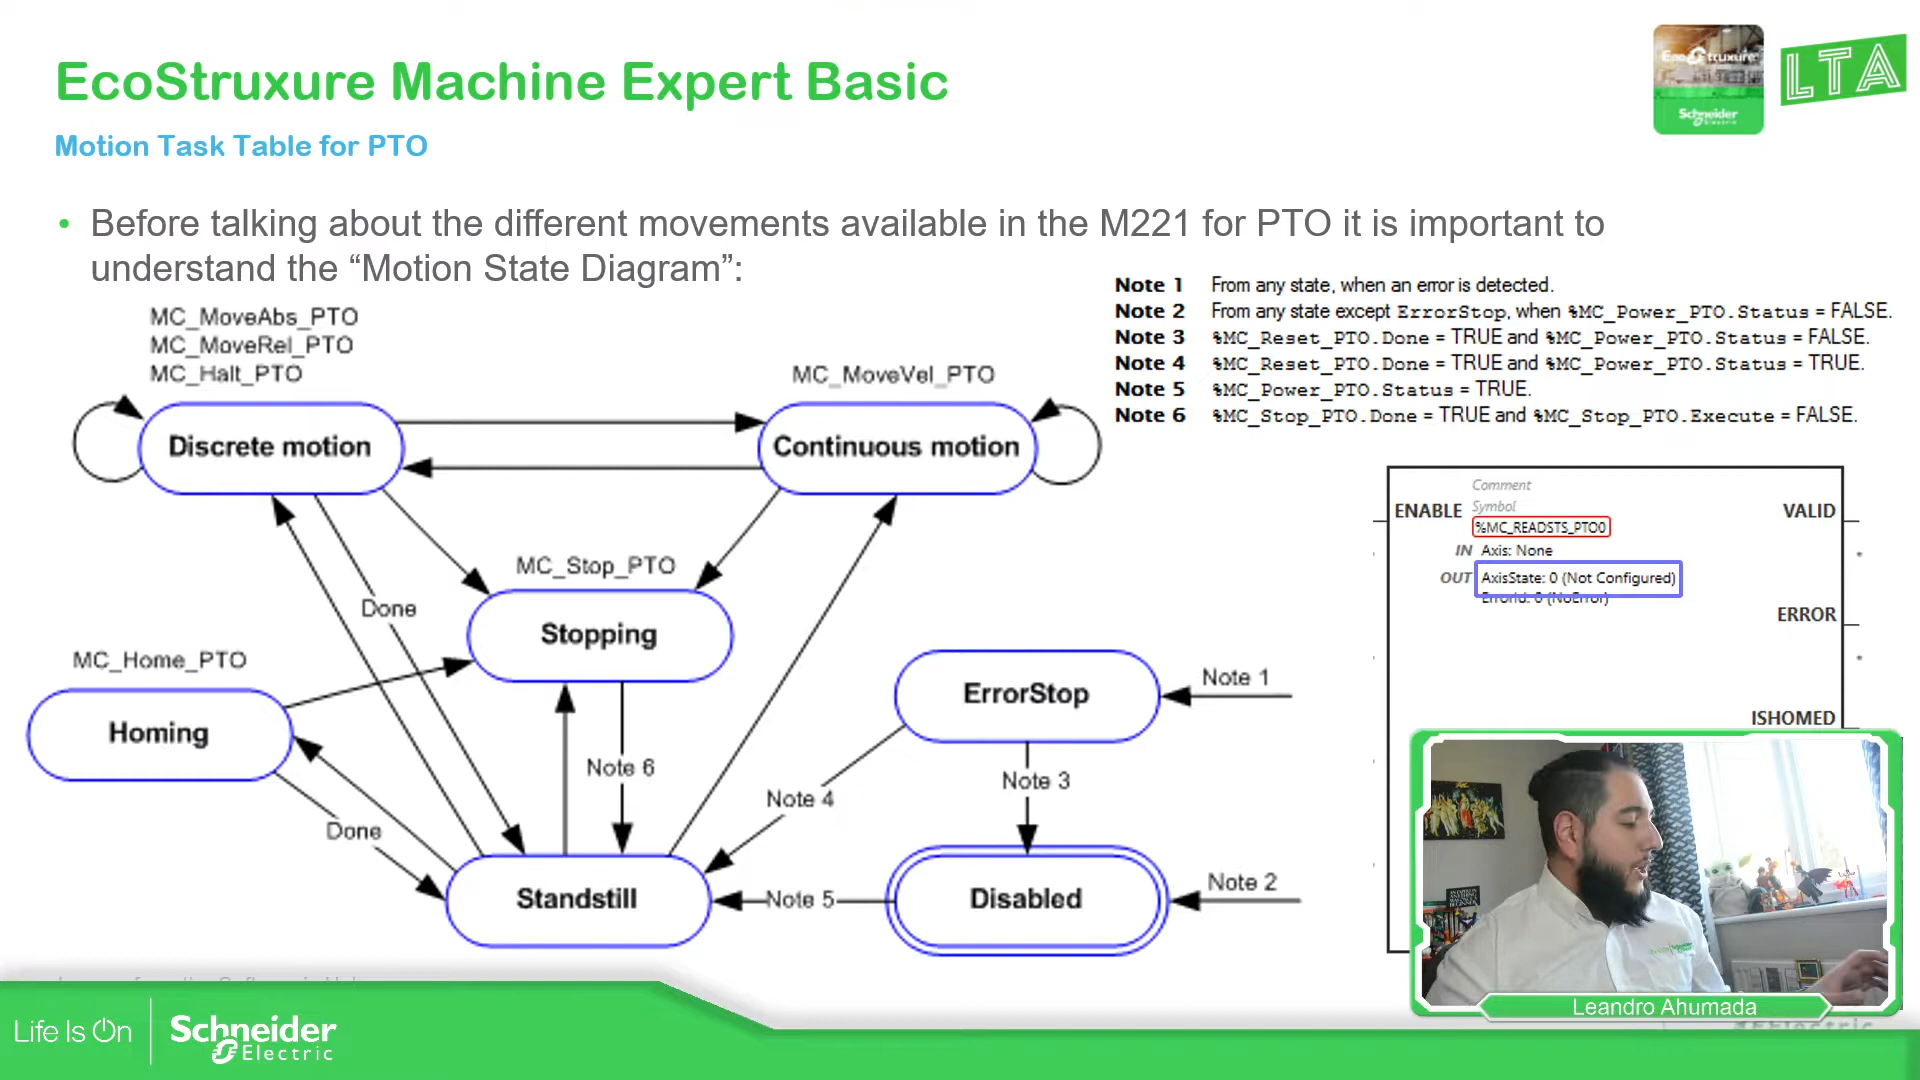 EcoStruxure Machine Expert Basic
Motion Task Table for PTO
EcoStruxure
Schneider
Electric
LTA
• Before talking about the different movements available in the M221 for PTO it is important to
understand the “Motion State Diagram”:
Note 1 From any state, when an error is detected.
Note 2 From any state except ErrorStop, when %MC_Power_PTO.Status = FALSE.
Note 3 %MC_Reset_PTO.Done = TRUE and %MC_Power_PTO.Status = FALSE.
Note 4 %MC_Reset_PTO.Done = TRUE and %MC_Power_PTO.Status = TRUE.
Note 5 %MC_Power_PTO.Status = TRUE.
Note 6 %MC_Stop_PTO.Done = TRUE and %MC_Stop_PTO.Execute = FALSE.
MC_MoveAbs_PTO
MC_MoveRel_PTO
MC_Halt_PTO
MC_MoveVel_PTO
Discrete motion
Continuous motion
MC_Stop_PTO
Done
Stopping
MC_Home_PTO
Homing
ErrorStop
Note 1
Note 6
Note 4
Note 3
Done
Standstill
Note 5
Disabled
Note 2
Comment
Symbol
ENABLE
%MC_READSTS_PTO0
VALID
IN Axis: None
OUT AxisState: 0 (Not Configured)
ErrorId: 0 (NoError)
ERROR
ISHOMED
Leandro Ahumada
Life Is On
Schneider
Electric